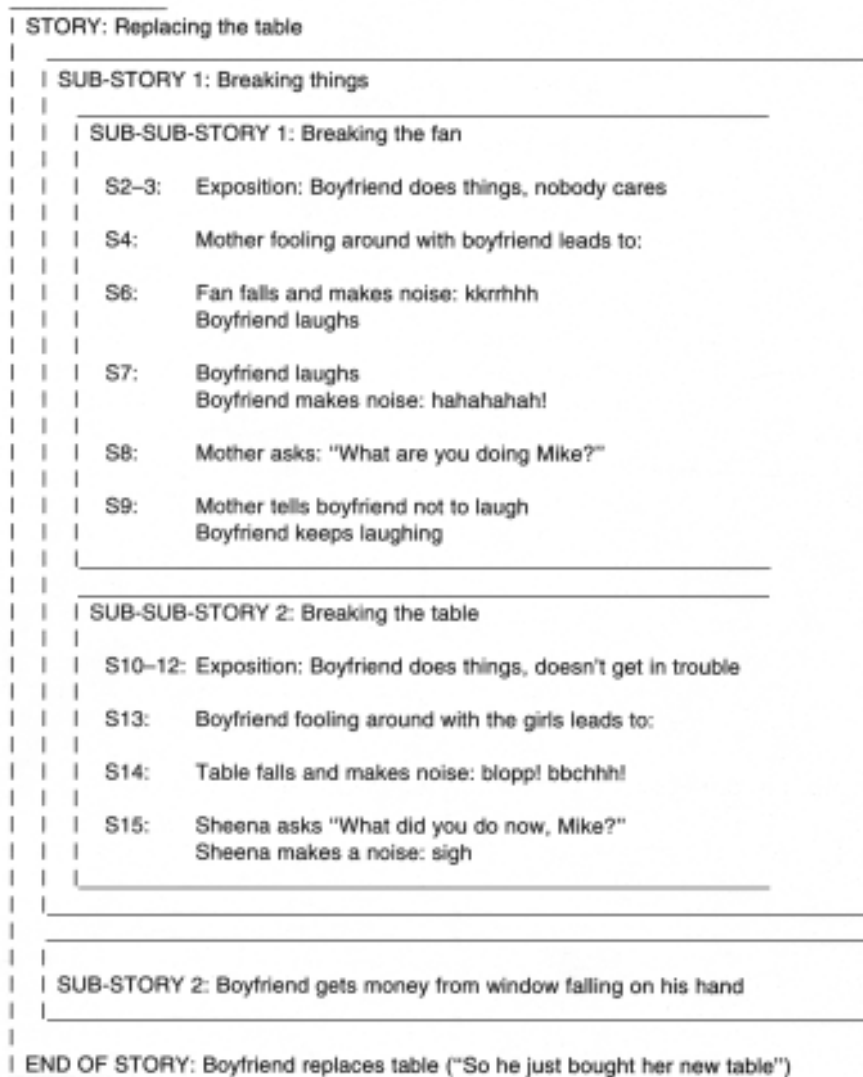 STORY: Replacing the table
SUB-STORY 1: Breaking things
SUB-SUB-STORY 1: Breaking the fan
S2–3: Exposition: Boyfriend does things, nobody cares
S4: Mother fooling around with boyfriend leads to:
S6: Fan falls and makes noise: kkrrhhh
Boyfriend laughs
S7: Boyfriend laughs
Boyfriend makes noise: hahahahah!
S8: Mother asks: "What are you doing Mike?"
S9: Mother tells boyfriend not to laugh
Boyfriend keeps laughing
SUB-SUB-STORY 2: Breaking the table
S10–12: Exposition: Boyfriend does things, doesn't get in trouble
S13: Boyfriend fooling around with the girls leads to:
S14: Table falls and makes noise: blopp! bbchhh!
S15: Sheena asks "What did you do now, Mike?"
Sheena makes a noise: sigh
SUB-STORY 2: Boyfriend gets money from window falling on his hand
END OF STORY: Boyfriend replaces table ("So he just bought her new table")